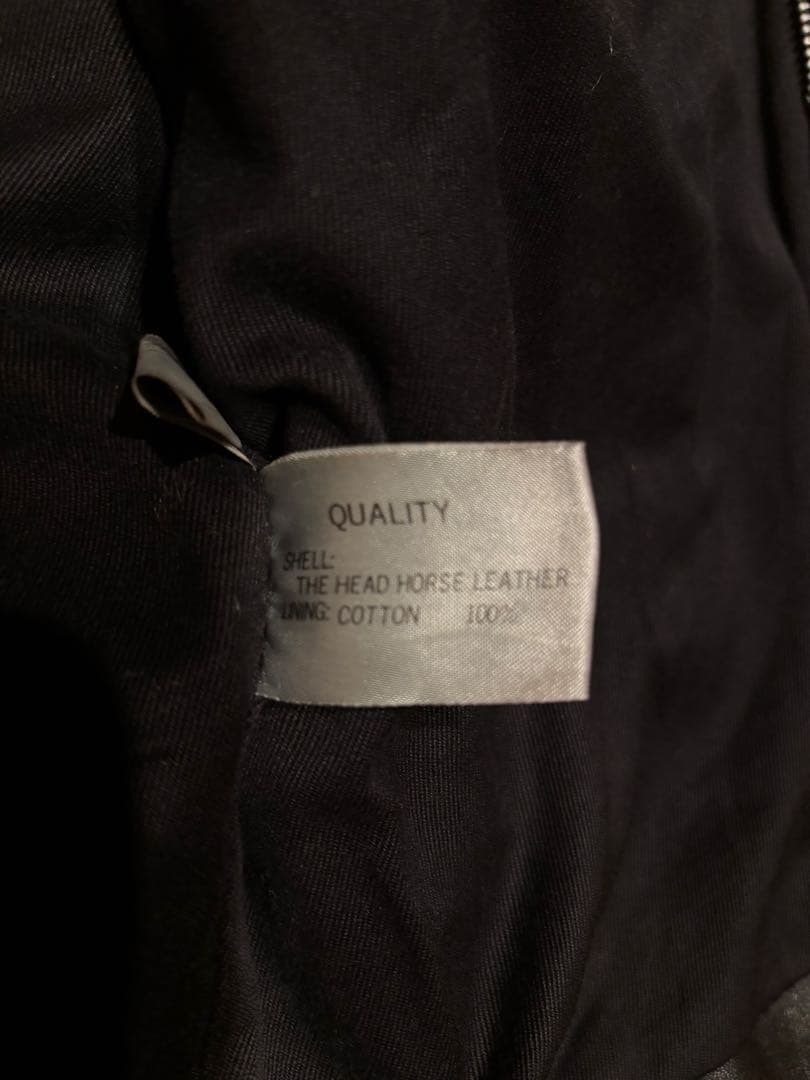 QUALITY
SHELL:
THE HEAD HORSE LEATHER
LINING: COTTON 100%